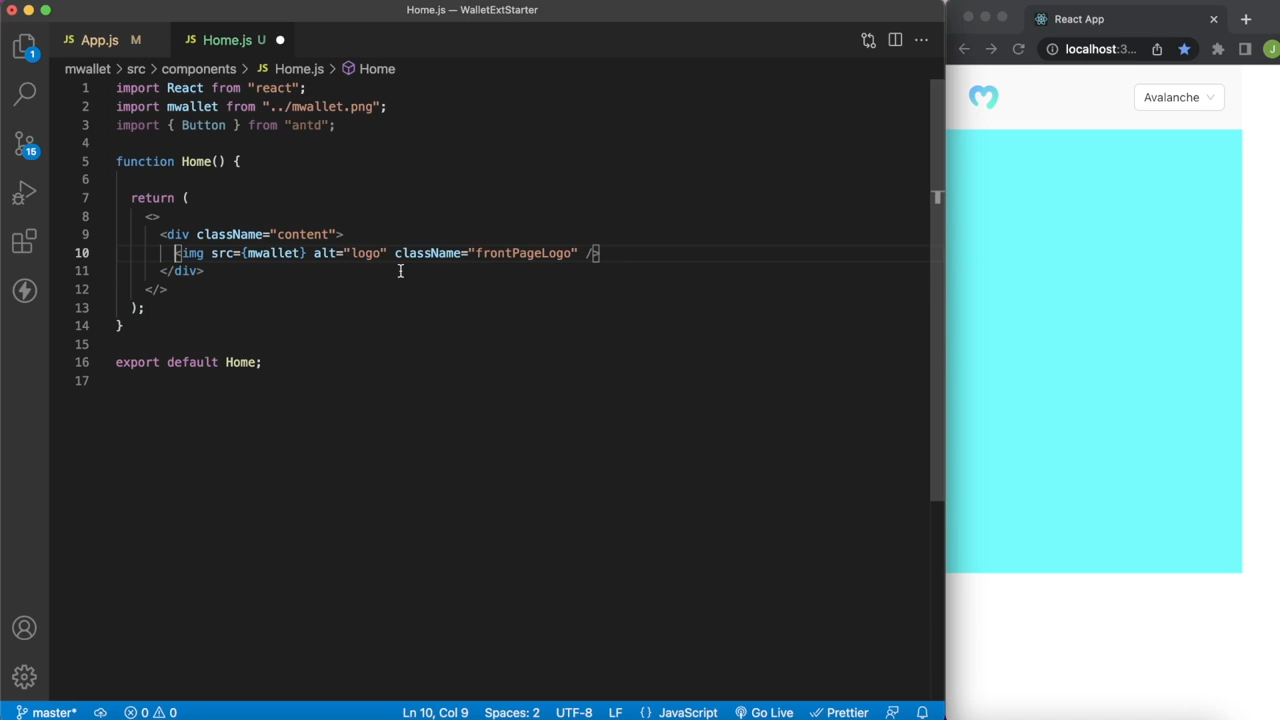 Home.js — WalletExtStarter
JS App.js M
JS Home.js U
mwallet > src > components > JS Home.js > Home
1 import React from "react";
2 import mwallet from "../mwallet.png";
3 import { Button } from "antd";
4
5 function Home() {
6
7 return (
8 <>
9 <div className="content">
10 <img src={mwallet} alt="logo" className="frontPageLogo" />
11 </div>
12 </>
13 );
14 }
15
16 export default Home;
17
1
15
master*
0
0
Ln 10, Col 9
Spaces: 2
UTF-8
LF
{ } JavaScript
Go Live
Prettier
React App
localhost:3...
J
Avalanche